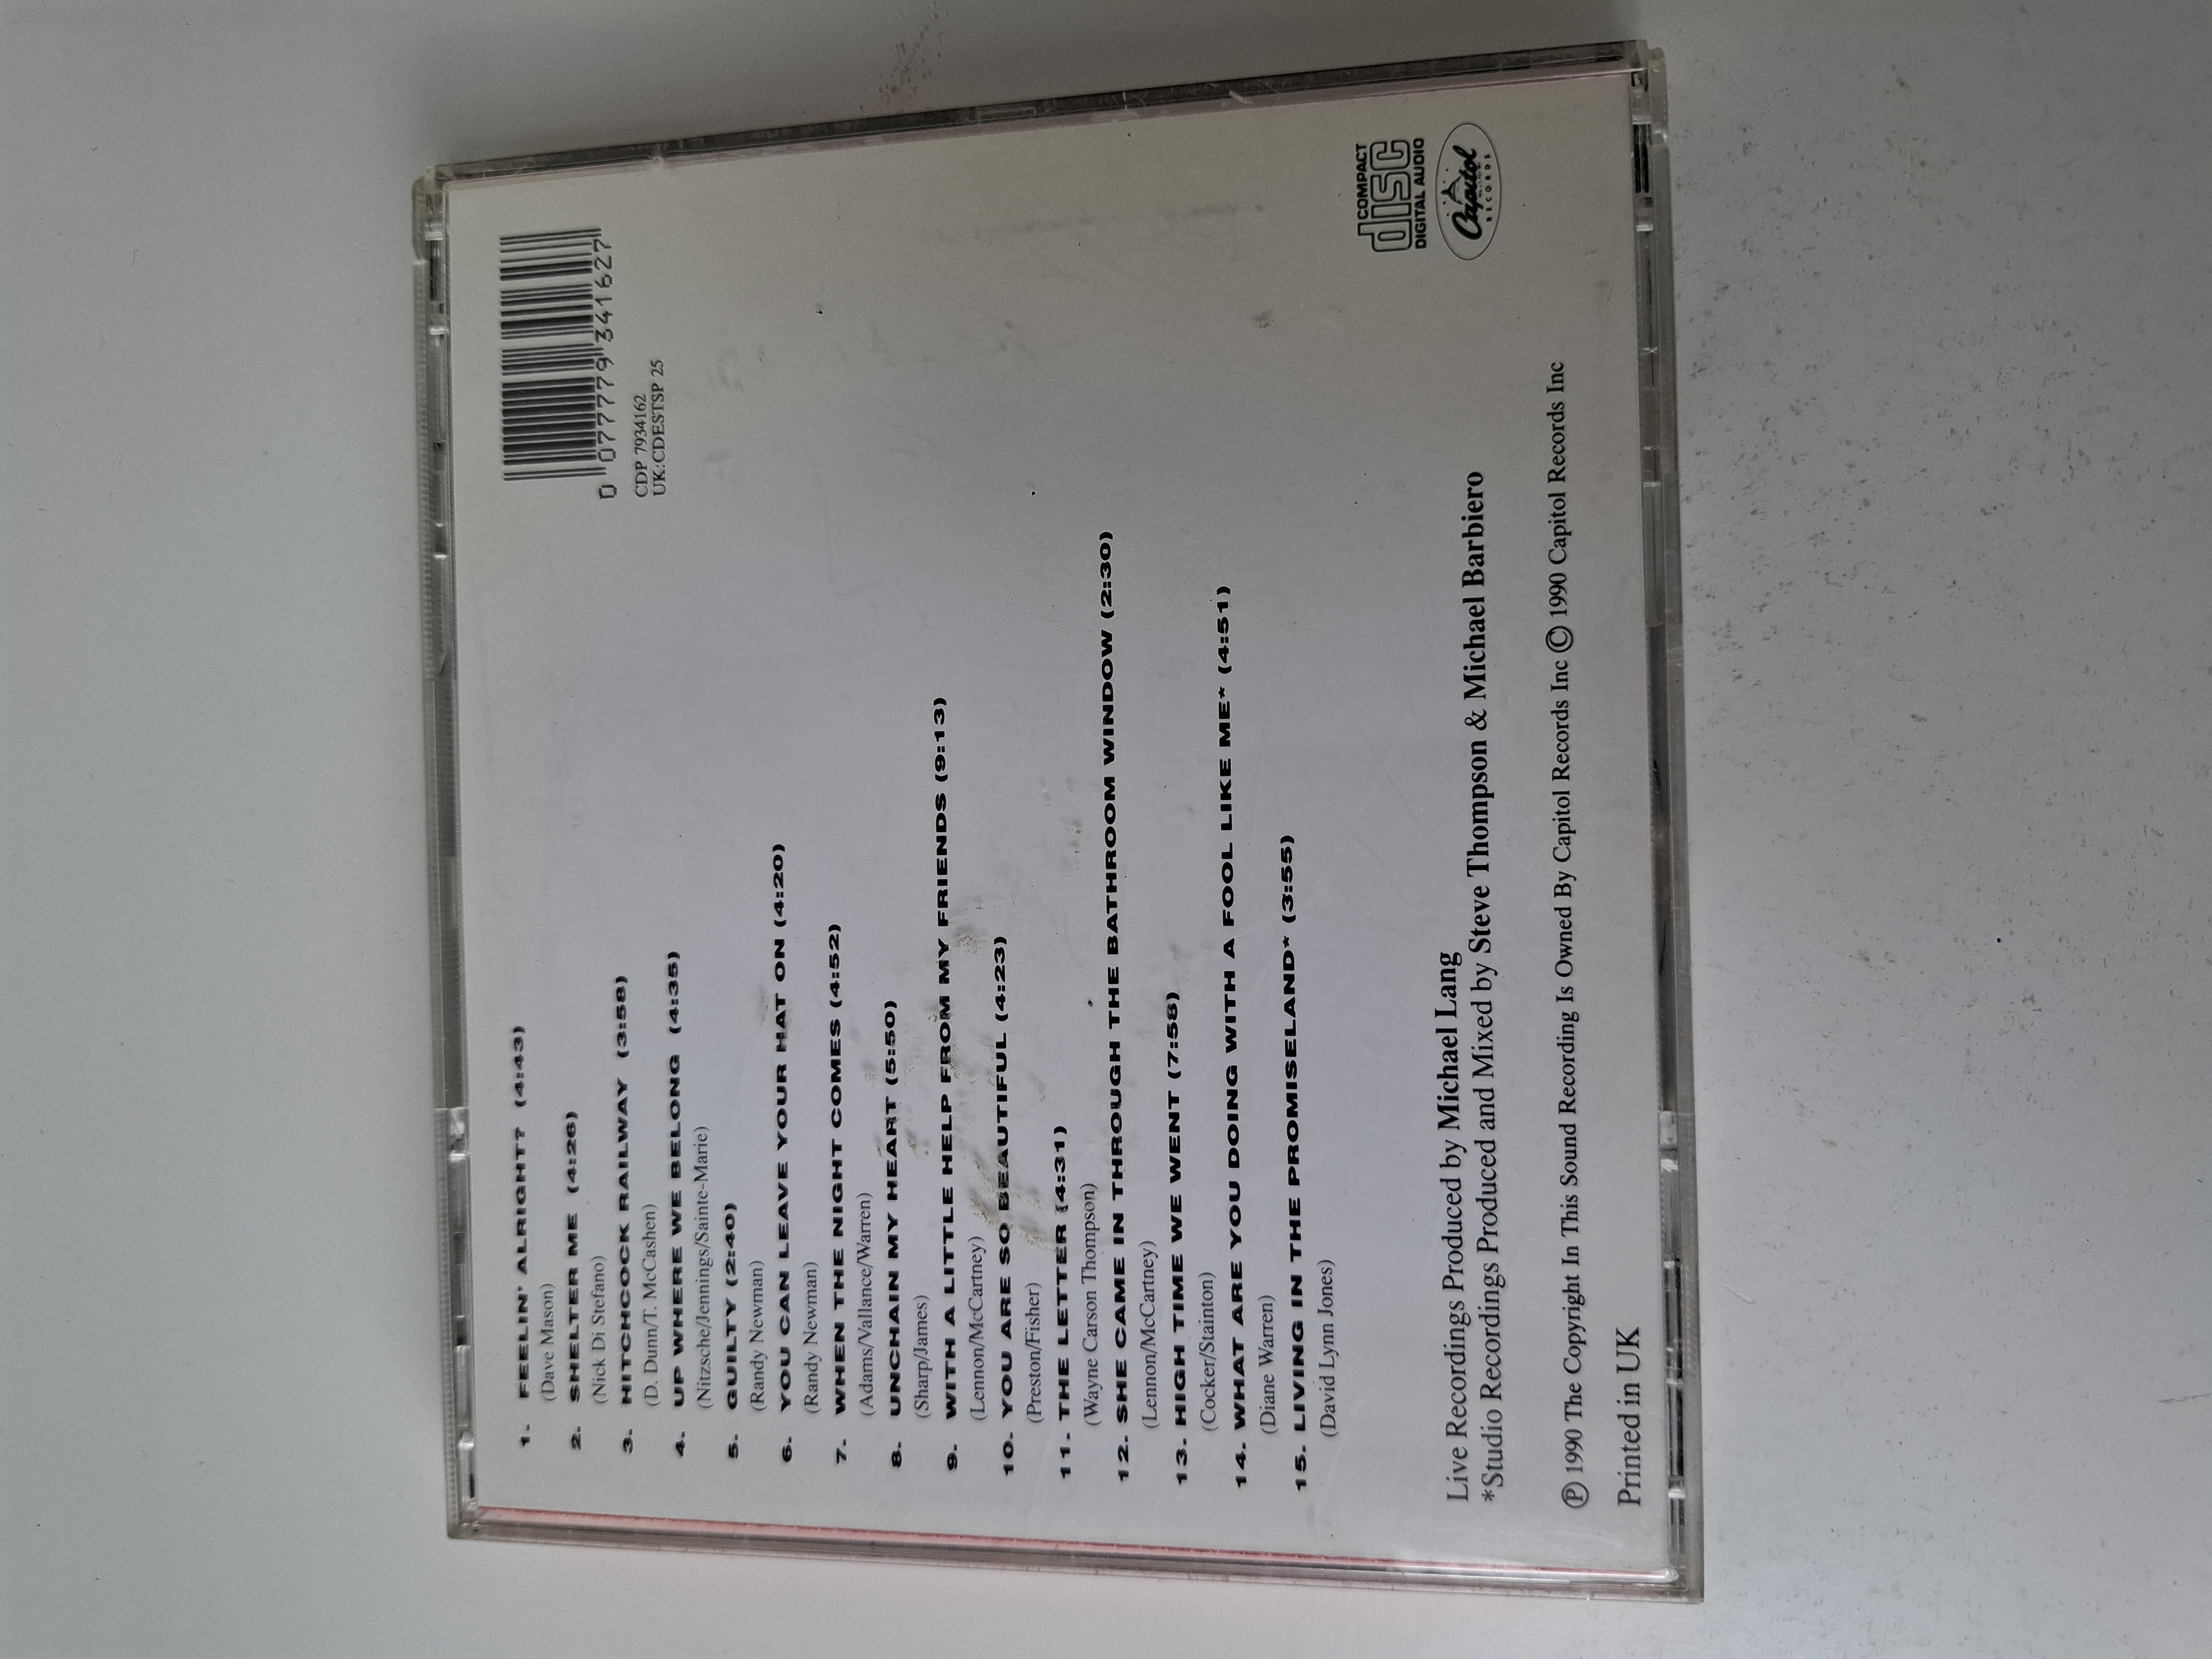 0 077779 341627
CDP 7934162
UK:CDESTSP 25
1. FEELIN' ALRIGHT? (4:43)
(Dave Mason)
2. SHELTER ME (4:26)
(Nick Di Stefano)
3. HITCHCOCK RAILWAY (3:58)
(D. Dunn/T. McCashen)
4. UP WHERE WE BELONG (4:35)
(Nitzsche/Jennings/Sainte-Marie)
5. GUILTY (2:40)
(Randy Newman)
6. YOU CAN LEAVE YOUR HAT ON (4:20)
(Randy Newman)
7. WHEN THE NIGHT COMES (4:52)
(Adams/Vallance/Warren)
8. UNCHAIN MY HEART (5:50)
(Sharp/James)
9. WITH A LITTLE HELP FROM MY FRIENDS (9:13)
(Lennon/McCartney)
10. YOU ARE SO BEAUTIFUL (4:23)
(Preston/Fisher)
11. THE LETTER (4:31)
(Wayne Carson Thompson)
12. SHE CAME IN THROUGH THE BATHROOM WINDOW (2:30)
(Lennon/McCartney)
13. HIGH TIME WE WENT (7:58)
(Cocker/Stainton)
14. WHAT ARE YOU DOING WITH A FOOL LIKE ME* (4:51)
(Diane Warren)
15. LIVING IN THE PROMISELAND* (3:55)
(David Lynn Jones)
COMPACT
disc
DIGITAL AUDIO
Capitol
RECORDS
Live Recordings Produced by Michael Lang
*Studio Recordings Produced and Mixed by Steve Thompson & Michael Barbiero
℗ 1990 The Copyright In This Sound Recording Is Owned By Capitol Records Inc © 1990 Capitol Records Inc
Printed in UK